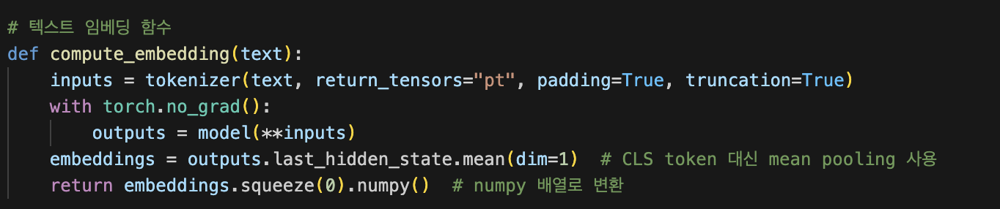 # 텍스트 임베딩 함수
def compute_embedding(text):
    inputs = tokenizer(text, return_tensors="pt", padding=True, truncation=True)
    with torch.no_grad():
        outputs = model(**inputs)
    embeddings = outputs.last_hidden_state.mean(dim=1)  # CLS token 대신 mean pooling 사용
    return embeddings.squeeze(0).numpy()  # numpy 배열로 변환